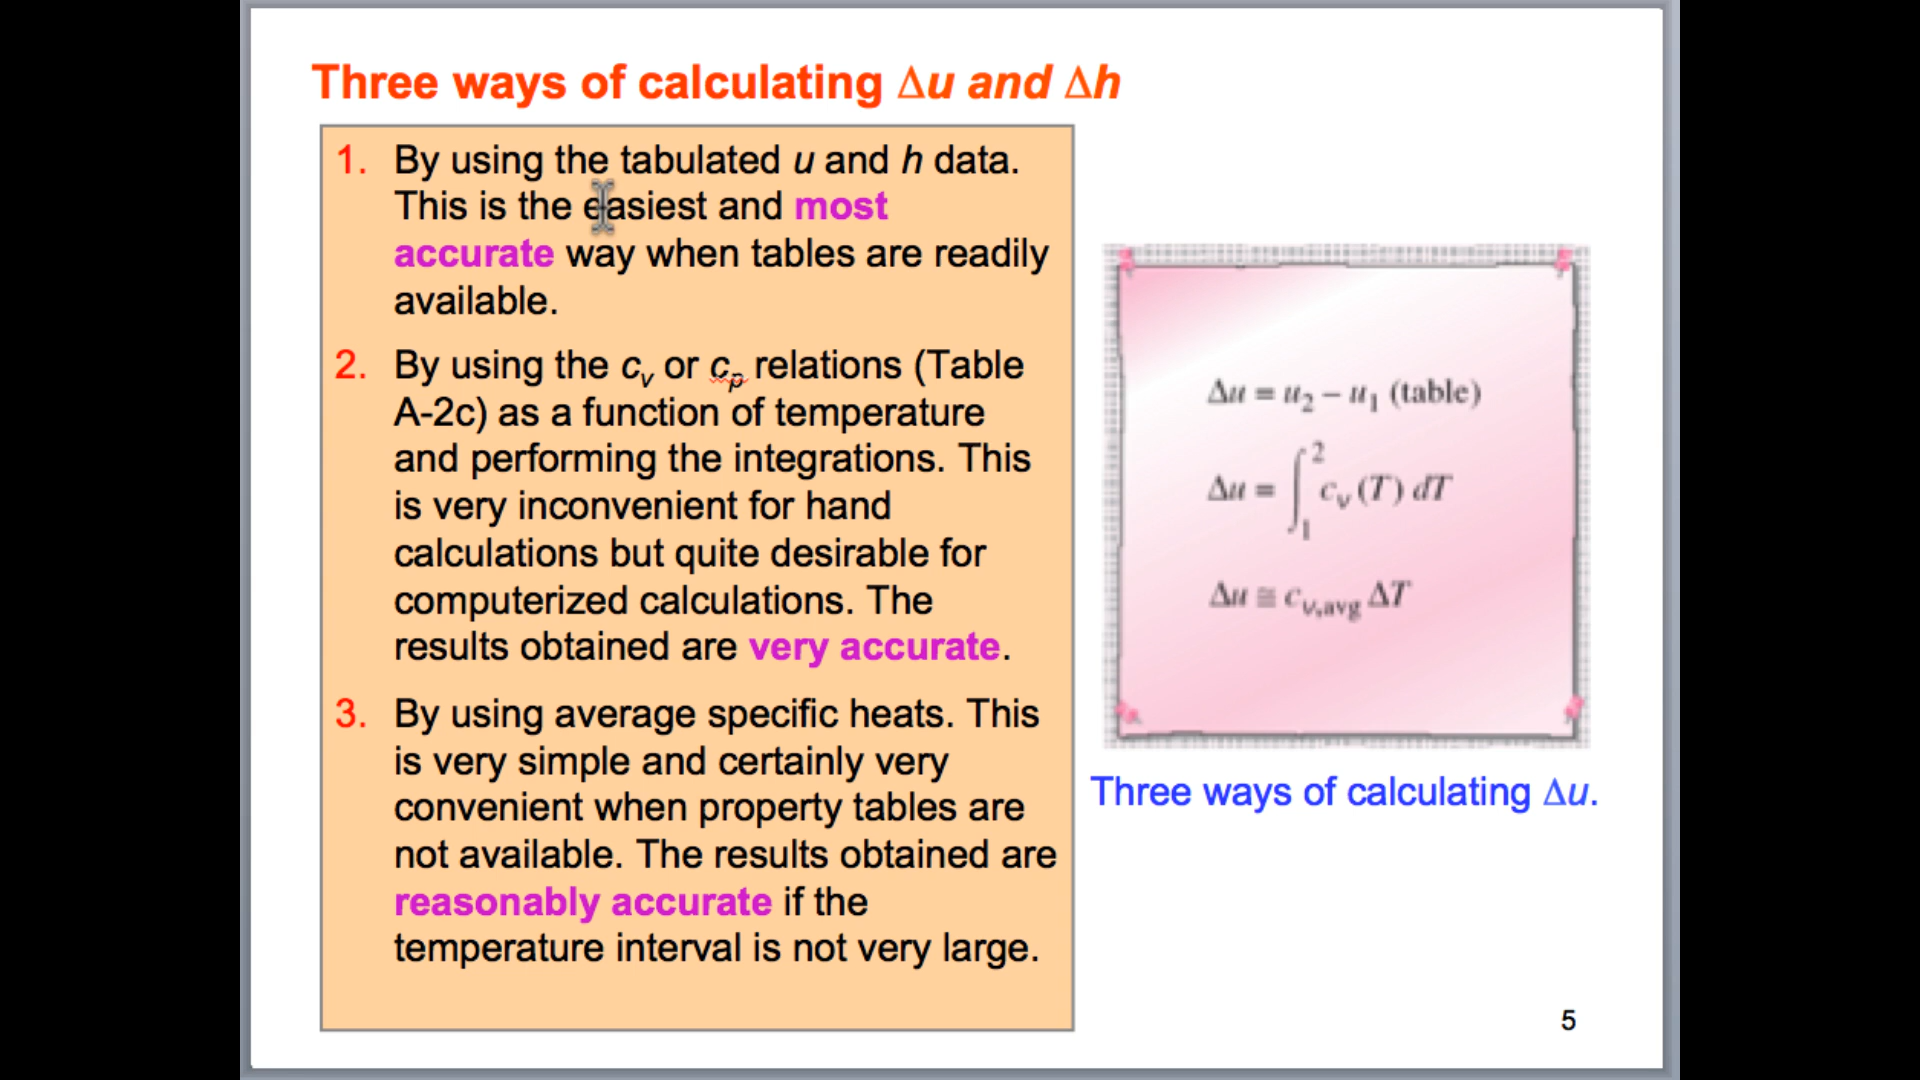 Three ways of calculating Δu and Δh
1. By using the tabulated u and h data.
This is the easiest and most
accurate way when tables are readily
available.
2. By using the cv or cp relations (Table
A-2c) as a function of temperature
and performing the integrations. This
is very inconvenient for hand
calculations but quite desirable for
computerized calculations. The
results obtained are very accurate.
3. By using average specific heats. This
is very simple and certainly very
convenient when property tables are
not available. The results obtained are
reasonably accurate if the
temperature interval is not very large.
Δu = u₂ − u₁ (table)
Δu = ∫₁² cv (T) dT
Δu ≅ cv,avg ΔT
Three ways of calculating Δu.
5